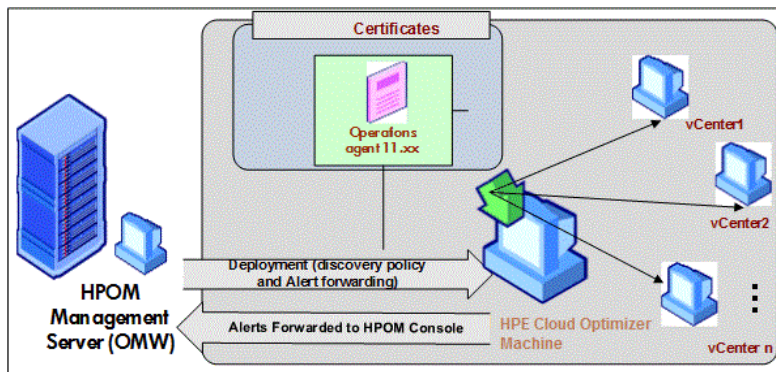 Certificates
Operations
agent 11.xx
vCenter1
vCenter2
Deployment (discovery policy
and Alert forwarding)
HPOM
Management
Server (OMW)
Alerts Forwarded to HPOM Console
HPE Cloud Optimizer
Machine
vCenter n